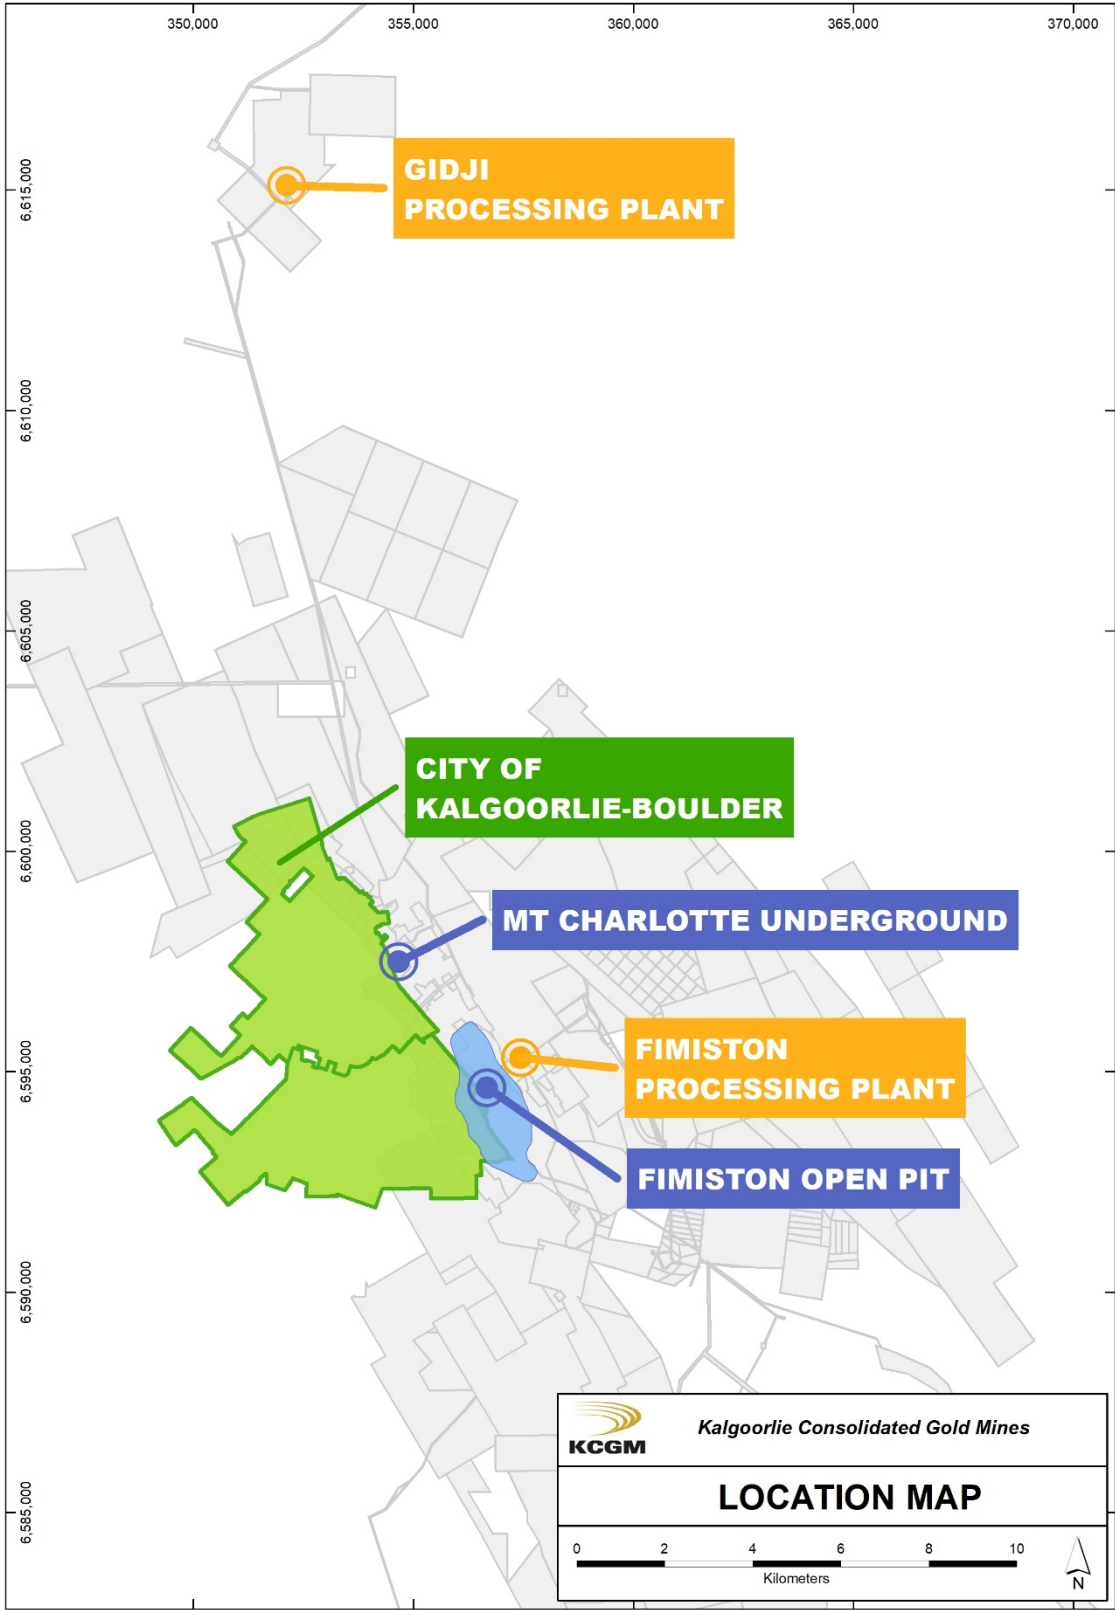 350,000
355,000
360,000
365,000
370,000
6,615,000
6,610,000
6,605,000
6,600,000
6,595,000
6,590,000
6,585,000
GIDJI
PROCESSING PLANT
CITY OF
KALGOORLIE-BOULDER
MT CHARLOTTE UNDERGROUND
FIMISTON
PROCESSING PLANT
FIMISTON OPEN PIT
KCGM
Kalgoorlie Consolidated Gold Mines
LOCATION MAP
0 2 4 6 8 10
Kilometers
N